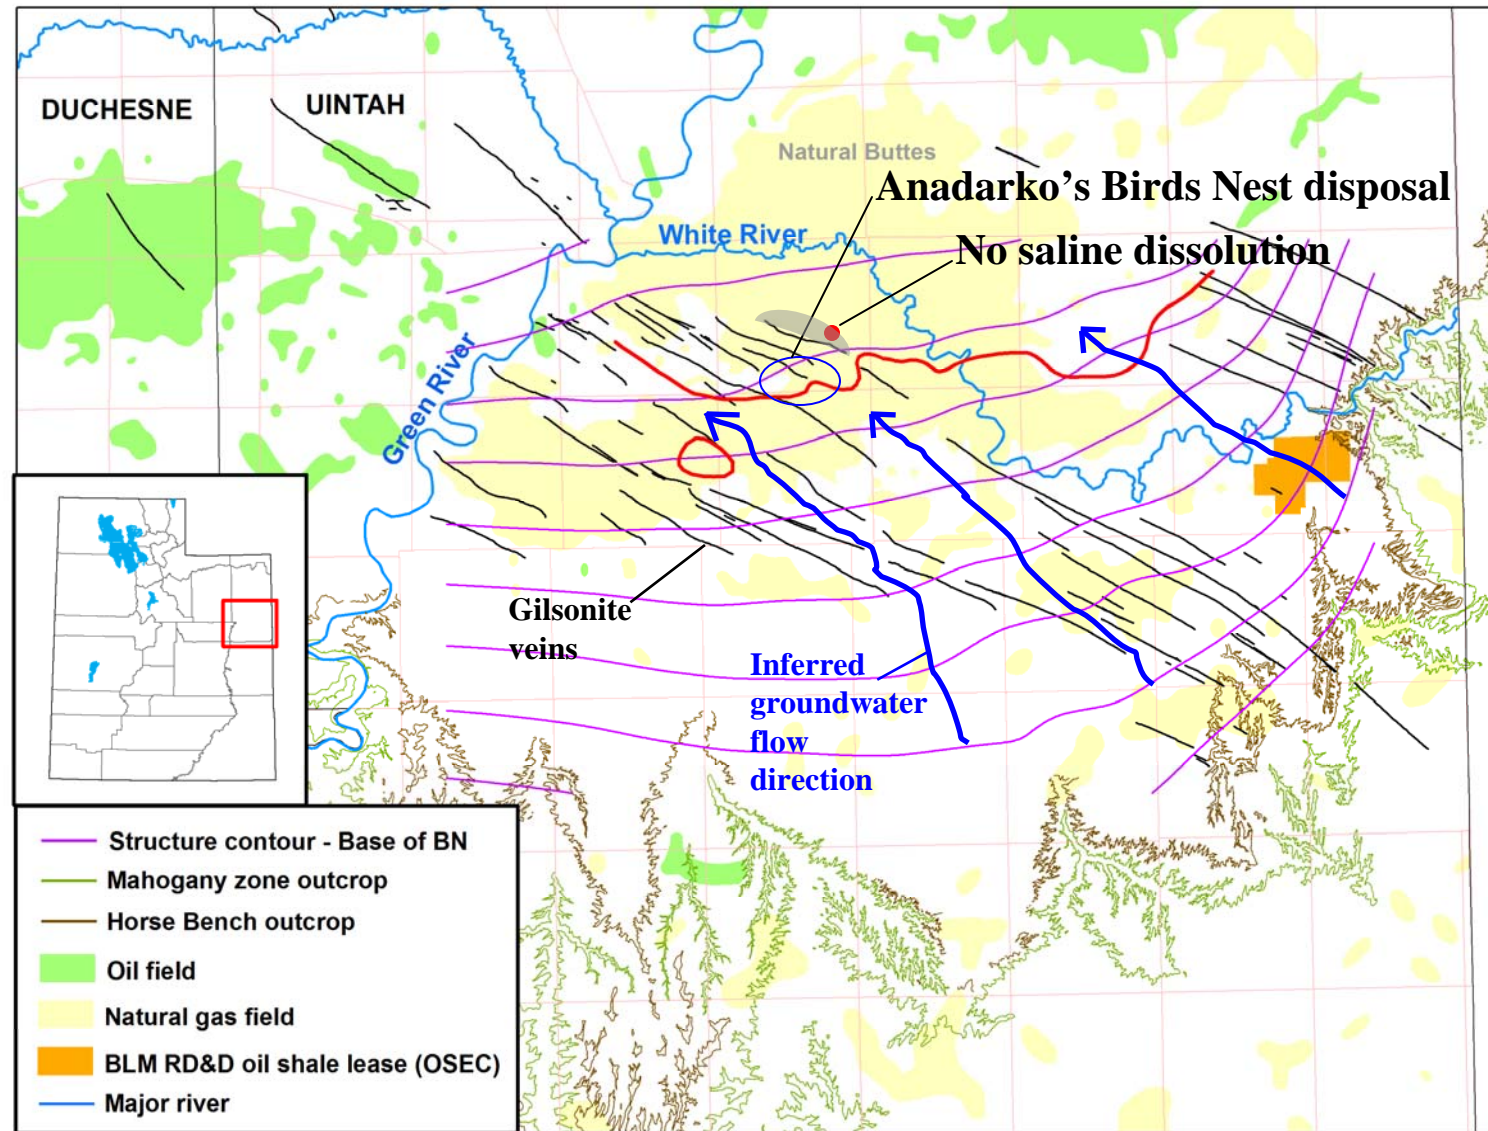 DUCHESNE
UINTAH
Natural Buttes
Anadarko’s Birds Nest disposal
White River
No saline dissolution
Green River
Gilsonite
veins
Inferred
groundwater
flow
direction
Structure contour - Base of BN
Mahogany zone outcrop
Horse Bench outcrop
Oil field
Natural gas field
BLM RD&D oil shale lease (OSEC)
Major river